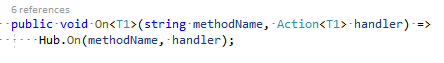 6 references
public void On<T1>(string methodName, Action<T1> handler) =>
Hub.On(methodName, handler);